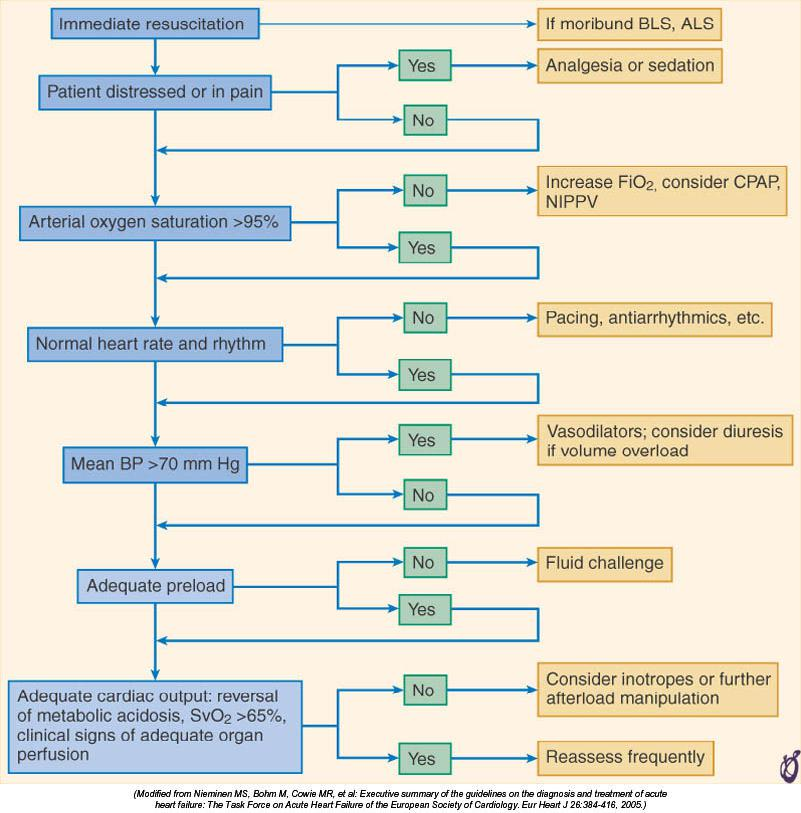 Immediate resuscitation
If moribund BLS, ALS
Patient distressed or in pain
Yes
Analgesia or sedation
No
Arterial oxygen saturation >95%
No
Increase FiO2, consider CPAP,
NIPPV
Yes
Normal heart rate and rhythm
No
Pacing, antiarrhythmics, etc.
Yes
Mean BP >70 mm Hg
Yes
Vasodilators; consider diuresis
if volume overload
No
Adequate preload
No
Fluid challenge
Yes
Adequate cardiac output: reversal
of metabolic acidosis, SvO2 >65%,
clinical signs of adequate organ
perfusion
No
Consider inotropes or further
afterload manipulation
Yes
Reassess frequently
(Modified from Nieminen MS, Bohm M, Cowie MR, et al: Executive summary of the guidelines on the diagnosis and treatment of acute
heart failure: The Task Force on Acute Heart Failure of the European Society of Cardiology. Eur Heart J 26:384-416, 2005.)